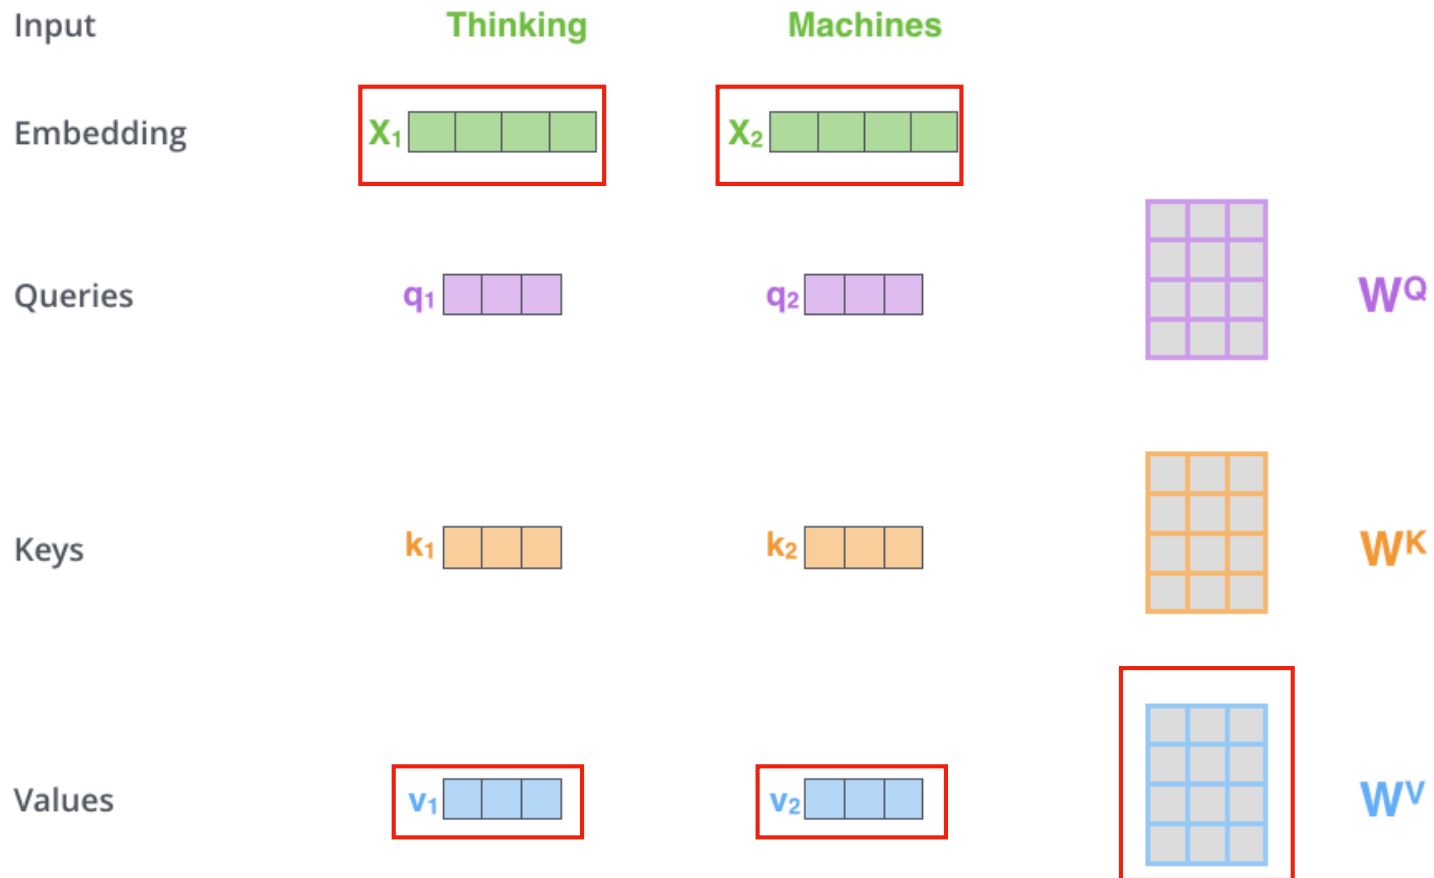 Input Thinking Machines
Embedding X1 X2
Queries q1 q2 WQ
Keys k1 k2 WK
Values v1 v2 WV